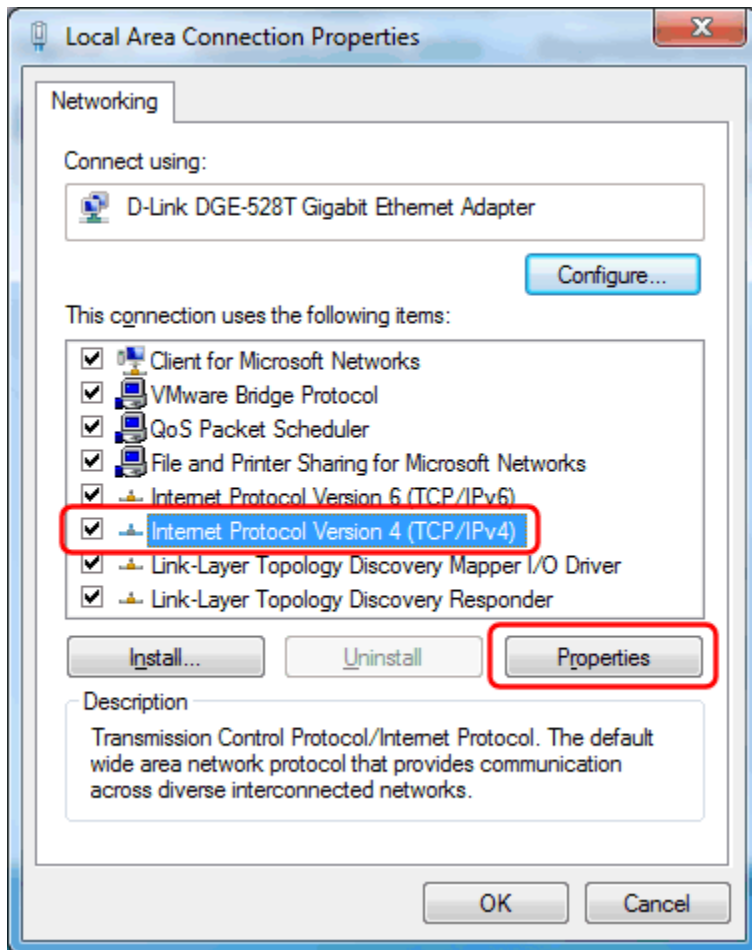 Local Area Connection Properties
Networking
Connect using:
D-Link DGE-528T Gigabit Ethernet Adapter
Configure...
This connection uses the following items:
Client for Microsoft Networks
VMware Bridge Protocol
QoS Packet Scheduler
File and Printer Sharing for Microsoft Networks
Internet Protocol Version 6 (TCP/IPv6)
Internet Protocol Version 4 (TCP/IPv4)
Link-Layer Topology Discovery Mapper I/O Driver
Link-Layer Topology Discovery Responder
Install...
Uninstall
Properties
Description
Transmission Control Protocol/Internet Protocol. The default
wide area network protocol that provides communication
across diverse interconnected networks.
OK
Cancel